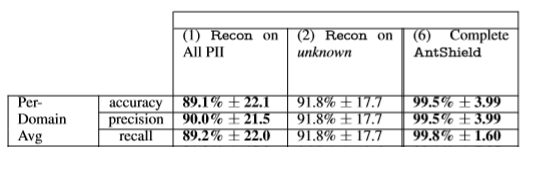 (1) Recon on (2) Recon on (6) Complete
All PII unknown AntShield
Per- accuracy 89.1% ± 22.1 91.8% ± 17.7 99.5% ± 3.99
Domain precision 90.0% ± 21.5 91.8% ± 17.7 99.5% ± 3.99
Avg recall 89.2% ± 22.0 91.8% ± 17.7 99.8% ± 1.60